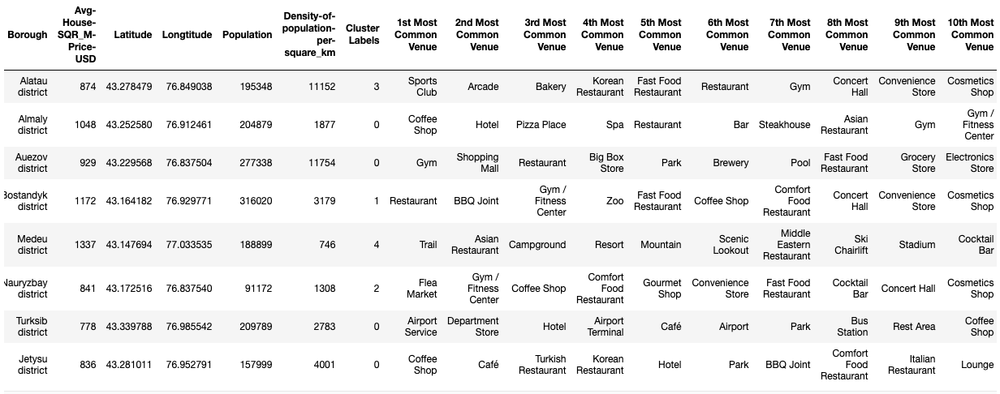 Borough Avg-House-SQR_M-Price-USD Latitude Longtitude Population Density-of-population-per-square_km Cluster Labels 1st Most Common Venue 2nd Most Common Venue 3rd Most Common Venue 4th Most Common Venue 5th Most Common Venue 6th Most Common Venue 7th Most Common Venue 8th Most Common Venue 9th Most Common Venue 10th Most Common Venue
Alatau district 874 43.278479 76.849038 195348 11152 3 Sports Club Arcade Bakery Korean Restaurant Fast Food Restaurant Restaurant Gym Concert Hall Convenience Store Cosmetics Shop
Almaly district 1048 43.252580 76.912461 204879 1877 0 Coffee Shop Hotel Pizza Place Spa Restaurant Bar Steakhouse Asian Restaurant Gym Gym / Fitness Center
Auezov district 929 43.229568 76.837504 277338 11754 0 Gym Shopping Mall Restaurant Big Box Store Park Brewery Pool Fast Food Restaurant Grocery Store Electronics Store
Bostandyk district 1172 43.164182 76.929771 316020 3179 1 Restaurant BBQ Joint Gym / Fitness Center Zoo Fast Food Restaurant Coffee Shop Comfort Food Restaurant Concert Hall Convenience Store Cosmetics Shop
Medeu district 1337 43.147694 77.033535 188899 746 4 Trail Asian Restaurant Campground Resort Mountain Scenic Lookout Middle Eastern Restaurant Ski Chairlift Stadium Cocktail Bar
Nauryzbay district 841 43.172516 76.837540 91172 1308 2 Flea Market Gym / Fitness Center Coffee Shop Comfort Food Restaurant Gourmet Shop Convenience Store Fast Food Restaurant Cocktail Bar Concert Hall Cosmetics Shop
Turksib district 778 43.339788 76.985542 209789 2783 0 Airport Service Department Store Hotel Airport Terminal Café Airport Park Bus Station Rest Area Coffee Shop
Jetysu district 836 43.281011 76.952791 157999 4001 0 Coffee Shop Café Turkish Restaurant Korean Restaurant Hotel Park BBQ Joint Comfort Food Restaurant Italian Restaurant Lounge